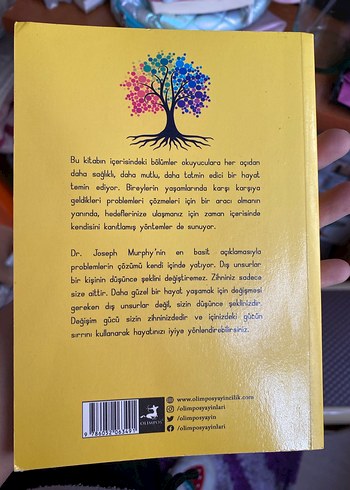 Bu kitabın içerisindeki bölümler okuyuculara her açıdan
daha sağlıklı, daha mutlu, daha tatmin edici bir hayat
temin ediyor. Bireylerin yaşamlarında karşı karşıya
geldikleri problemleri çözmeleri için bir aracı olmanın
yanında, hedeflerinize ulaşmanız için zaman içerisinde
kendisini kanıtlamış yöntemler de sunuyor.
Dr. Joseph Murphy'nin en basit açıklamasıyla
problemlerin çözümü kendi içinde yatıyor. Dış unsurlar
bir kişinin düşünce şeklini değiştiremez. Zihniniz sadece
size aittir. Daha güzel bir hayat yaşamak için değişmesi
gereken dış unsurlar değil, sizin düşünce şeklinizdir.
Değişim gücü sizin zihninizdedir ve içinizdeki gücün
sırrını kullanarak hayatınızı iyiye yönlendirebilirsiniz.
OLIMPOS
www.olimposyayincilik.com
/olimposyayinlari
/olimposyayin
/olimposyayinlari